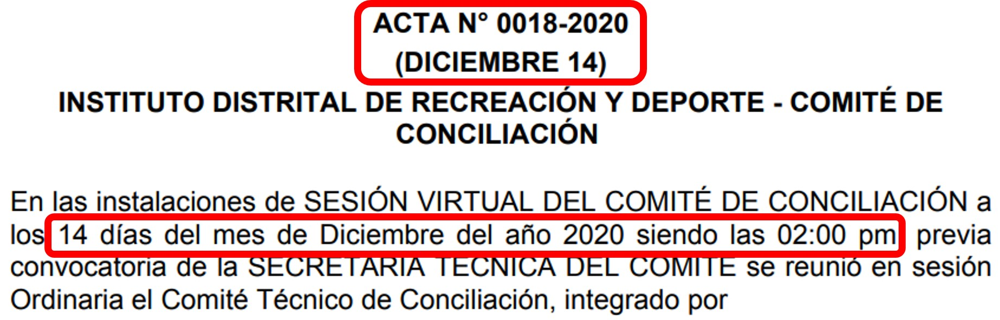 ACTA N° 0018-2020
(DICIEMBRE 14)
INSTITUTO DISTRITAL DE RECREACIÓN Y DEPORTE - COMITÉ DE
CONCILIACIÓN
En las instalaciones de SESIÓN VIRTUAL DEL COMITÉ DE CONCILIACIÓN a
los 14 días del mes de Diciembre del año 2020 siendo las 02:00 pm previa
convocatoria de la SECRETARIA TECNICA DEL COMITE se reunió en sesión
Ordinaria el Comité Técnico de Conciliación, integrado por